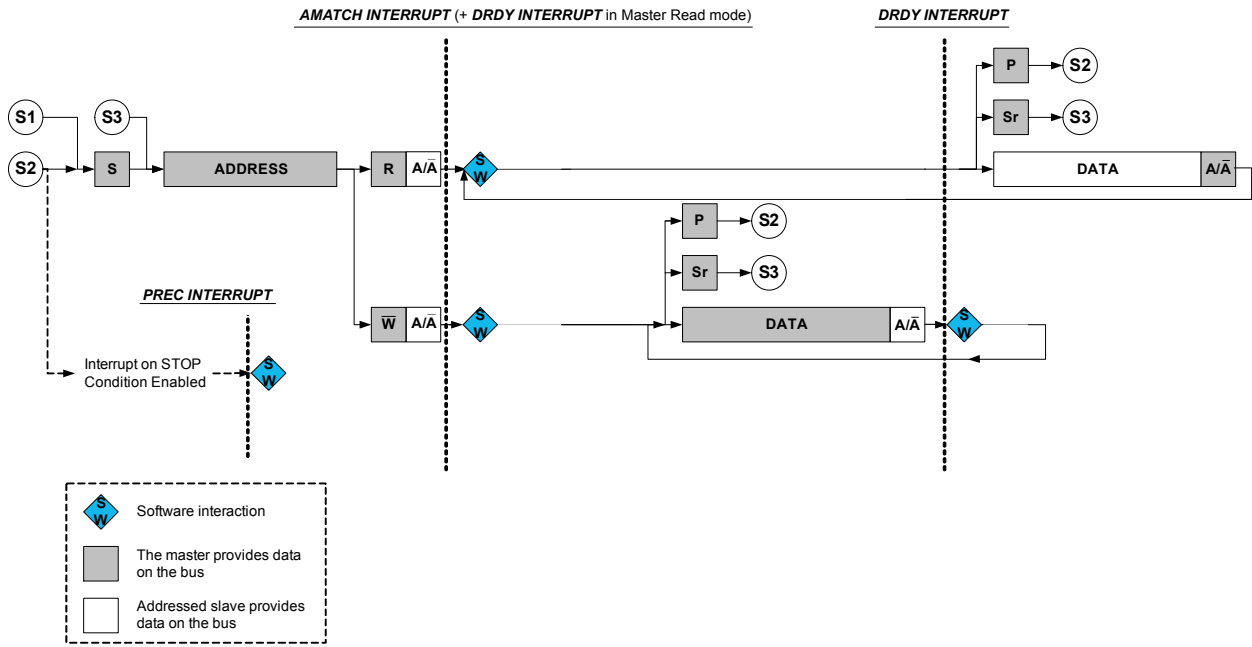 AMATCH INTERRUPT (+ DRDY INTERRUPT in Master Read mode)
DRDY INTERRUPT
P
S2
S1
S3
Sr
S3
S2
S
ADDRESS
R
A/A̅
S
W
DATA
A/A̅
P
S2
Sr
S3
PREC INTERRUPT
W̅
A/A̅
S
W
DATA
A/A̅
S
W
Interrupt on STOP
Condition Enabled
S
W
S
W
Software interaction
The master provides data
on the bus
Addressed slave provides
data on the bus